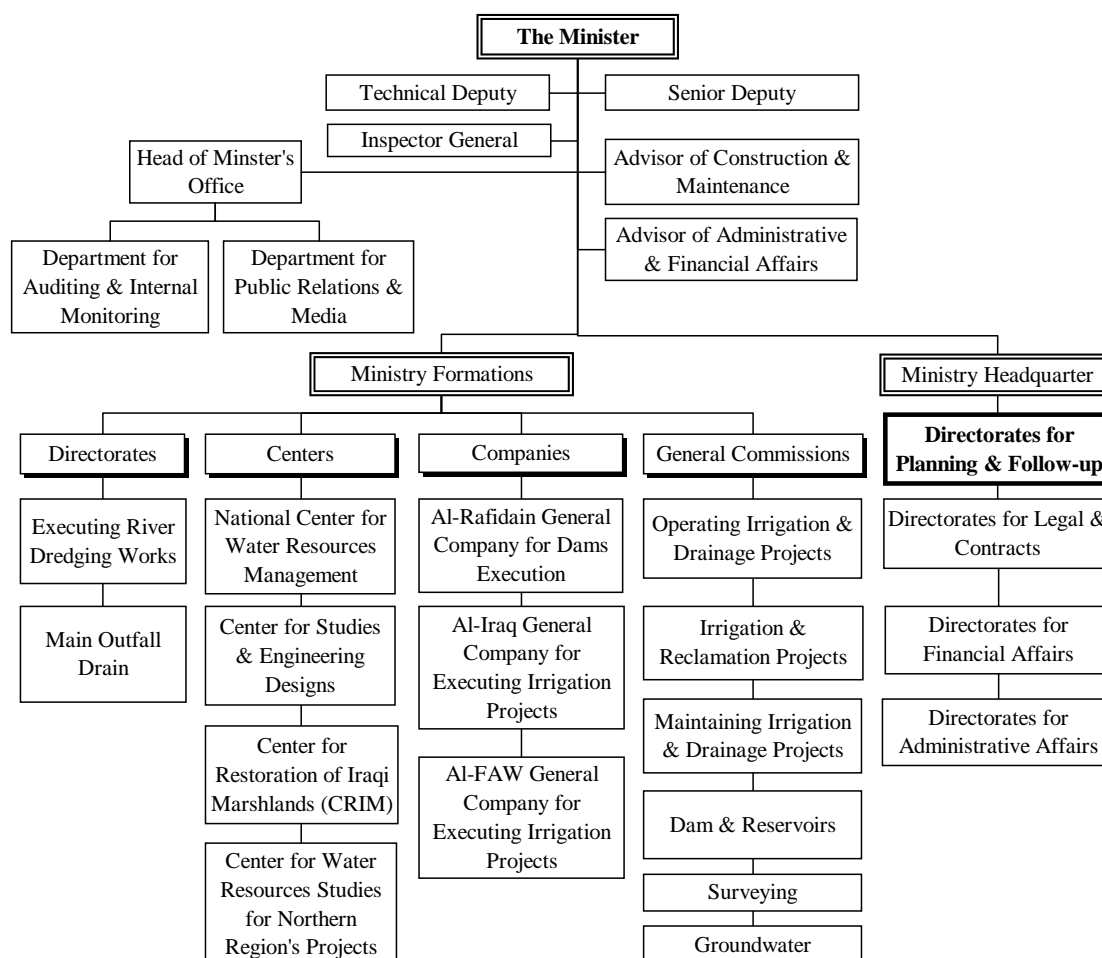 The Minister
Technical Deputy
Senior Deputy
Inspector General
Head of Minster's
Office
Advisor of Construction &
Maintenance
Department for
Auditing & Internal
Monitoring
Department for
Public Relations &
Media
Advisor of Administrative
& Financial Affairs
Ministry Formations
Ministry Headquarter
Directorates
Centers
Companies
General Commissions
Directorates for
Planning & Follow-up
Executing River
Dredging Works
Main Outfall
Drain
National Center for
Water Resources
Management
Center for Studies
& Engineering
Designs
Center for
Restoration of Iraqi
Marshlands (CRIM)
Center for Water
Resources Studies
for Northern
Region's Projects
Al-Rafidain General
Company for Dams
Execution
Al-Iraq General
Company for
Executing Irrigation
Projects
Al-FAW General
Company for
Executing Irrigation
Projects
Operating Irrigation &
Drainage Projects
Irrigation &
Reclamation Projects
Maintaining Irrigation
& Drainage Projects
Dam & Reservoirs
Surveying
Groundwater
Directorates for Legal &
Contracts
Directorates for
Financial Affairs
Directorates for
Administrative Affairs